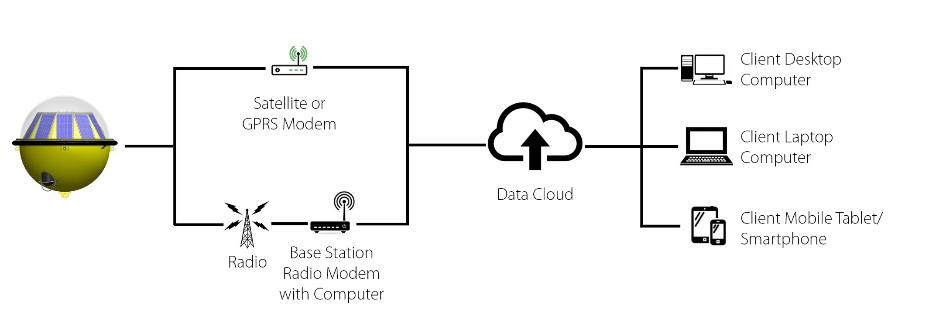 Satellite or
GPRS Modem
Radio
Base Station
Radio Modem
with Computer
Data Cloud
Client Desktop
Computer
Client Laptop
Computer
Client Mobile Tablet/
Smartphone